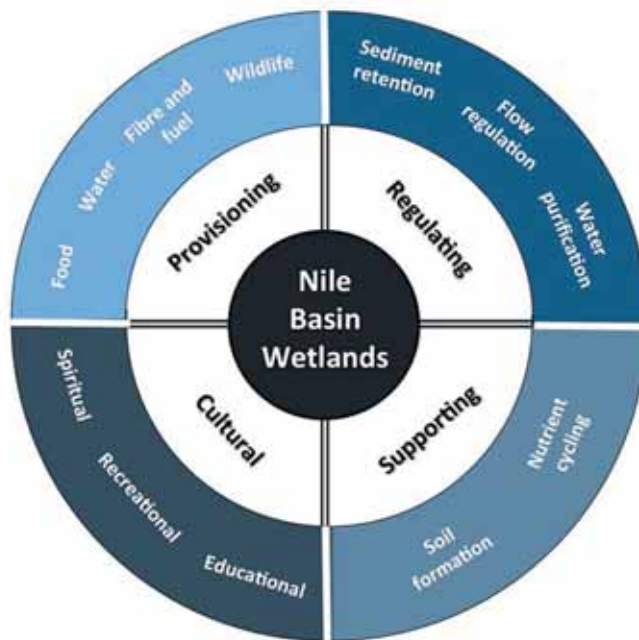 Nile
Basin
Wetlands
Provisioning
Food
Water
Fibre and
fuel
Wildlife
Regulating
Sediment
retention
Flow
regulation
Water
purification
Supporting
Nutrient
cycling
Soil
formation
Cultural
Spiritual
Recreational
Educational